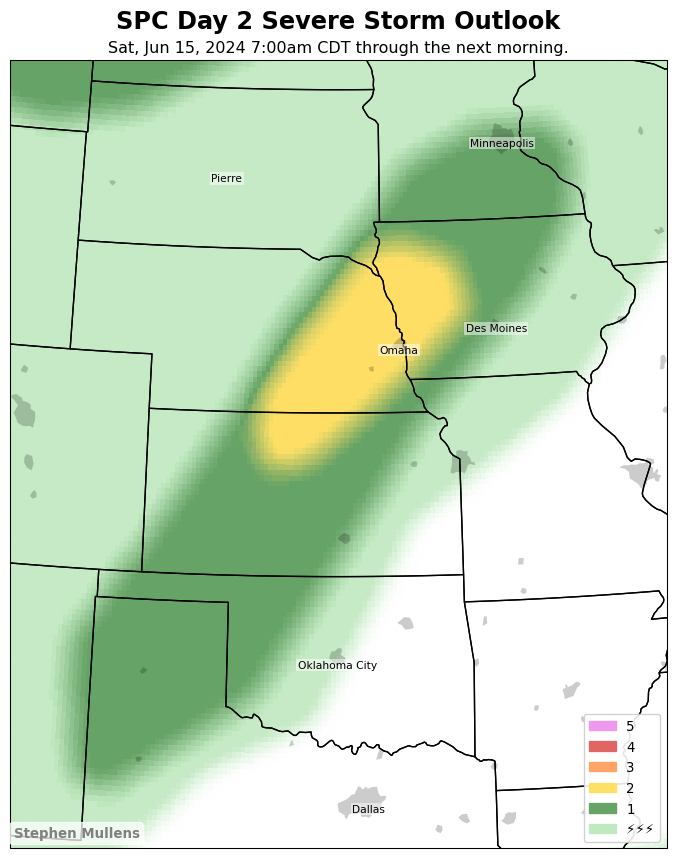 SPC Day 2 Severe Storm Outlook
Sat, Jun 15, 2024 7:00am CDT through the next morning.
Minneapolis
Pierre
Des Moines
Omaha
Oklahoma City
Dallas
5
4
3
2
1
⚡⚡⚡
Stephen Mullens